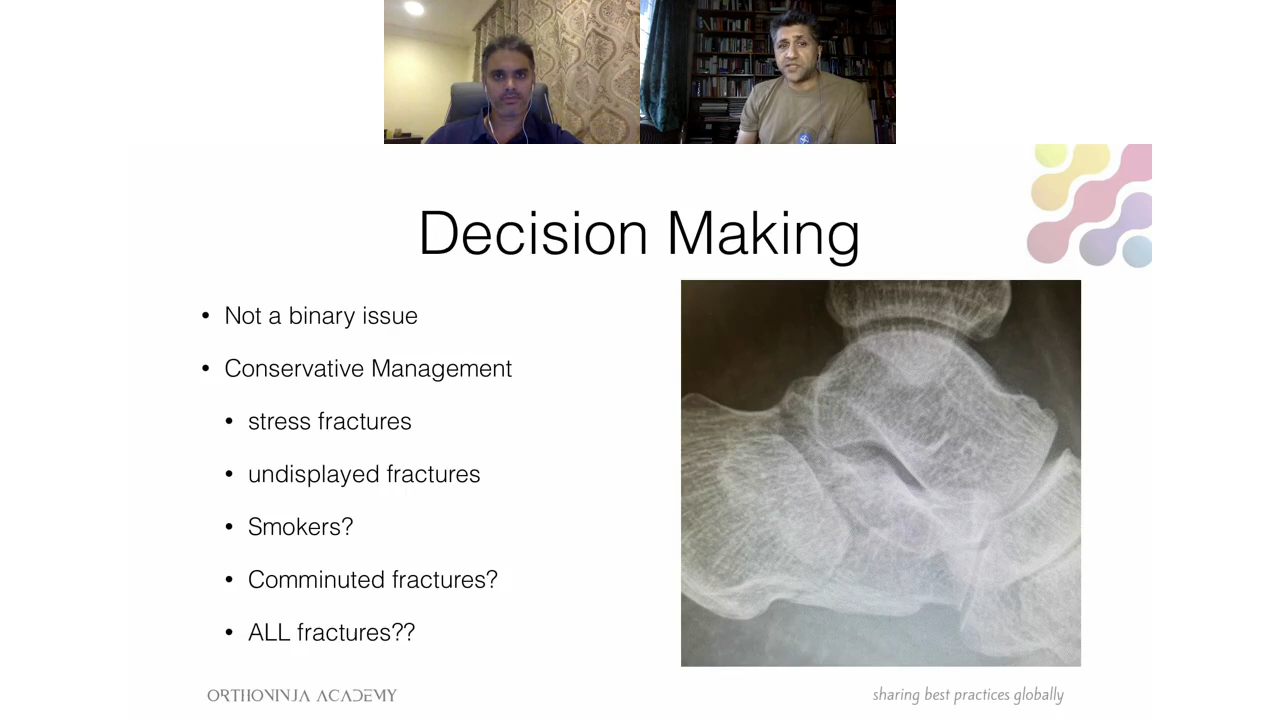 Decision Making
• Not a binary issue
• Conservative Management
• stress fractures
• undisplayed fractures
• Smokers?
• Comminuted fractures?
• ALL fractures??
ORTHONINJA ACADEMY
sharing best practices globally